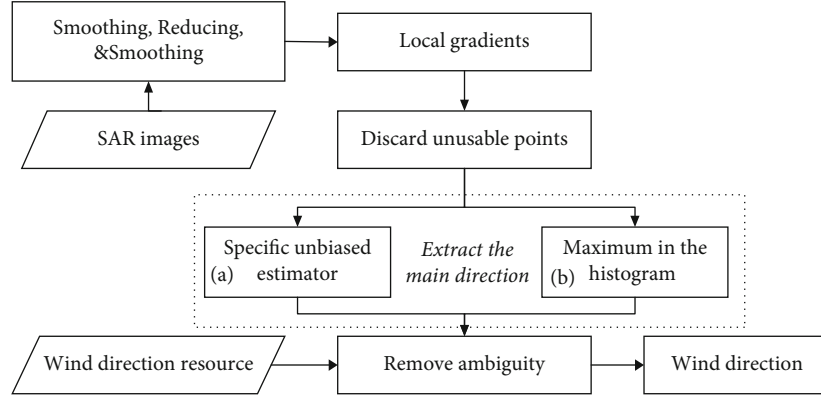 Smoothing, Reducing,
&Smoothing
Local gradients
SAR images
Discard unusable points
Specific unbiased
(a) estimator
Extract the
main direction
Maximum in the
(b) histogram
Wind direction resource
Remove ambiguity
Wind direction